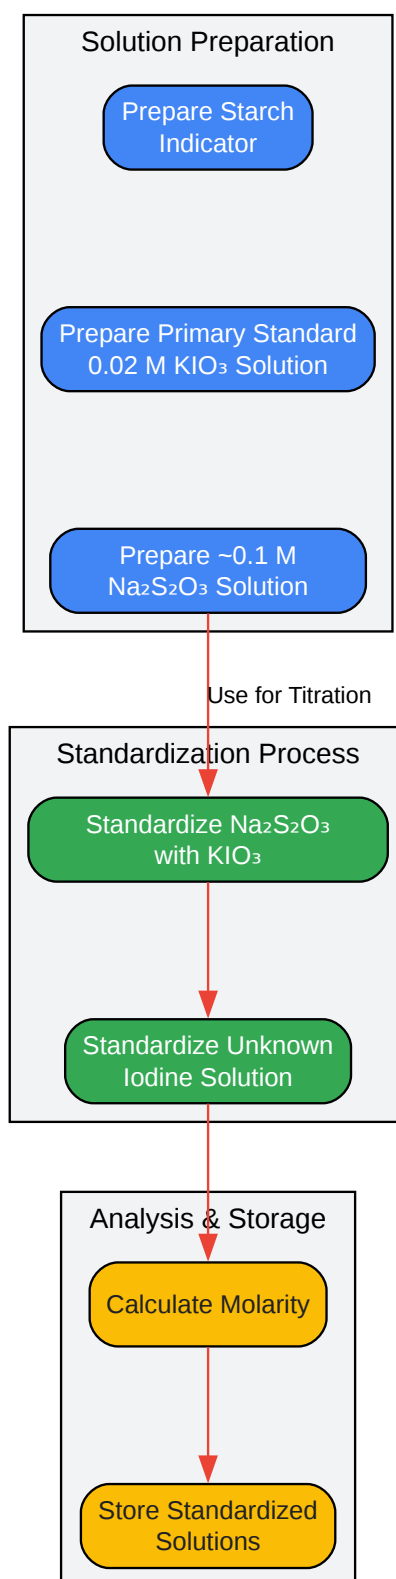 Solution Preparation
Prepare Starch
Indicator
Prepare Primary Standard
0.02 M KIO₃ Solution
Prepare ~0.1 M
Na₂S₂O₃ Solution
Use for Titration
Standardization Process
Standardize Na₂S₂O₃
with KIO₃
Standardize Unknown
Iodine Solution
Analysis & Storage
Calculate Molarity
Store Standardized
Solutions